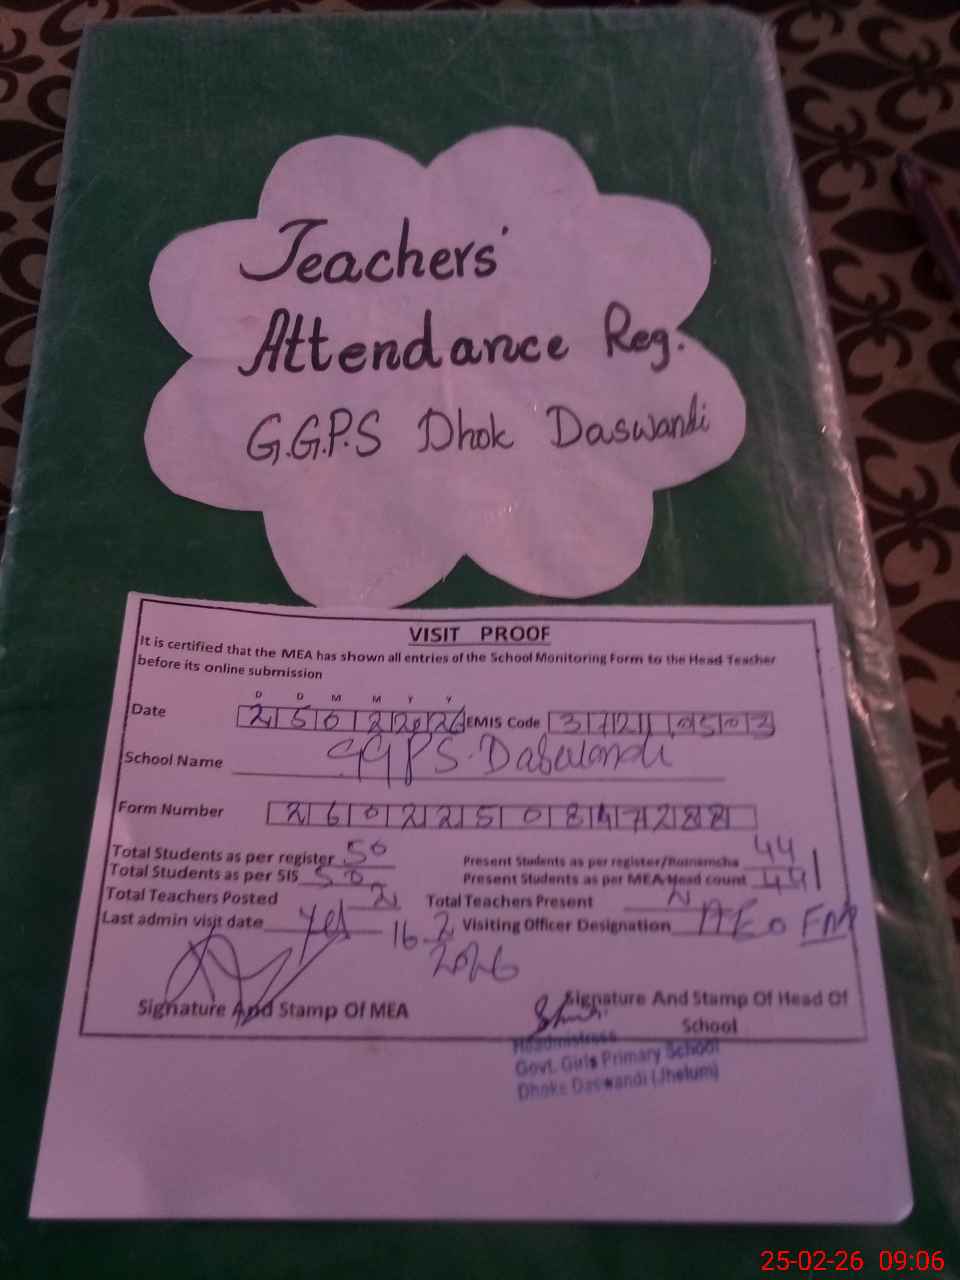 Teachers'
Attendance Reg.
G.G.P.S Dhok Daswandi
VISIT PROOF
It is certified that the MEA has shown all entries of the School Monitoring Form to the Head Teacher
before its online submission
D D M M Y Y
Date 2 5 0 2 20 26 EMIS Code 3 7 2 1 0 5 0 3
School Name GGPS Daswandi
Form Number 2 6 0 2 2 5 0 8 4 7 2 8 8
Total Students as per register 50 Present Students as per register/Roznamcha 44
Total Students as per SIS 50 Present Students as per MEA Head count 44
Total Teachers Posted 2 Total Teachers Present 2
Last admin visit date yes 16 2 2026 Visiting Officer Designation AEO FM
Signature And Stamp Of MEA
Signature And Stamp Of Head Of
School
Headmistress
Govt. Girls Primary School
Dhoke Daswandi (Jhelum)
25-02-26 09:06